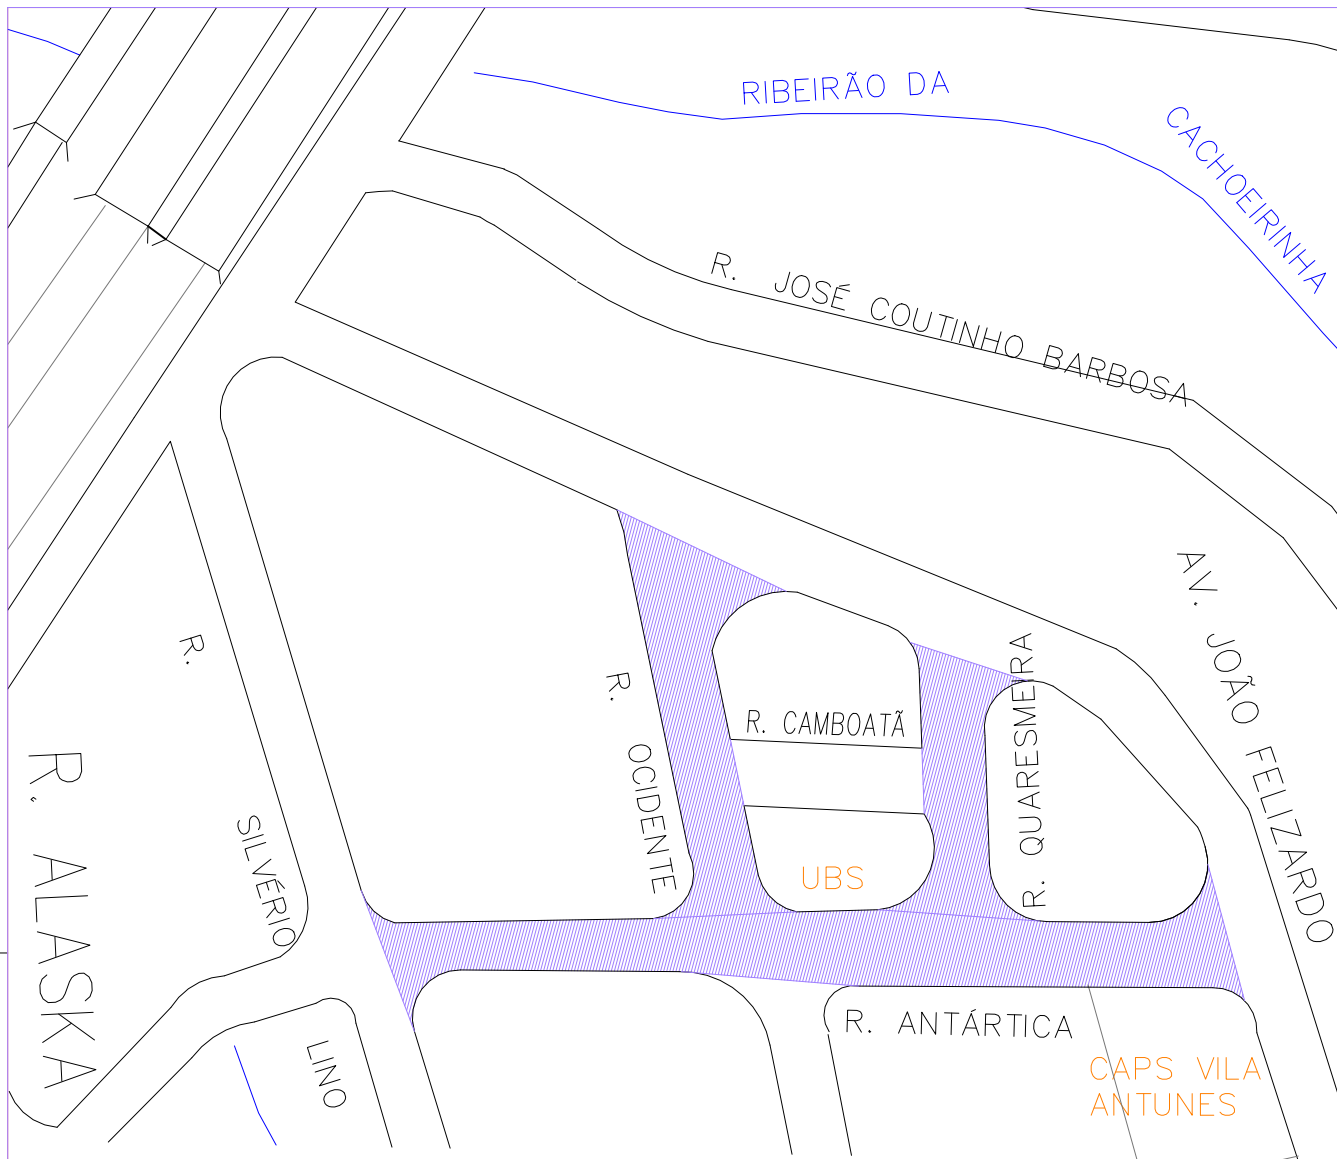 RIBEIRÃO DA
CACHOEIRINHA
R. JOSÉ COUTINHO BARBOSA
AV. JOÃO FELIZARDO
R. SILVÉRIO
LINO
R. OCIDENTE
R. CAMBOATÃ
R. QUARESMEIRA
UBS
R. ALASKA
R. ANTÁRTICA
CAPS VILA
ANTUNES